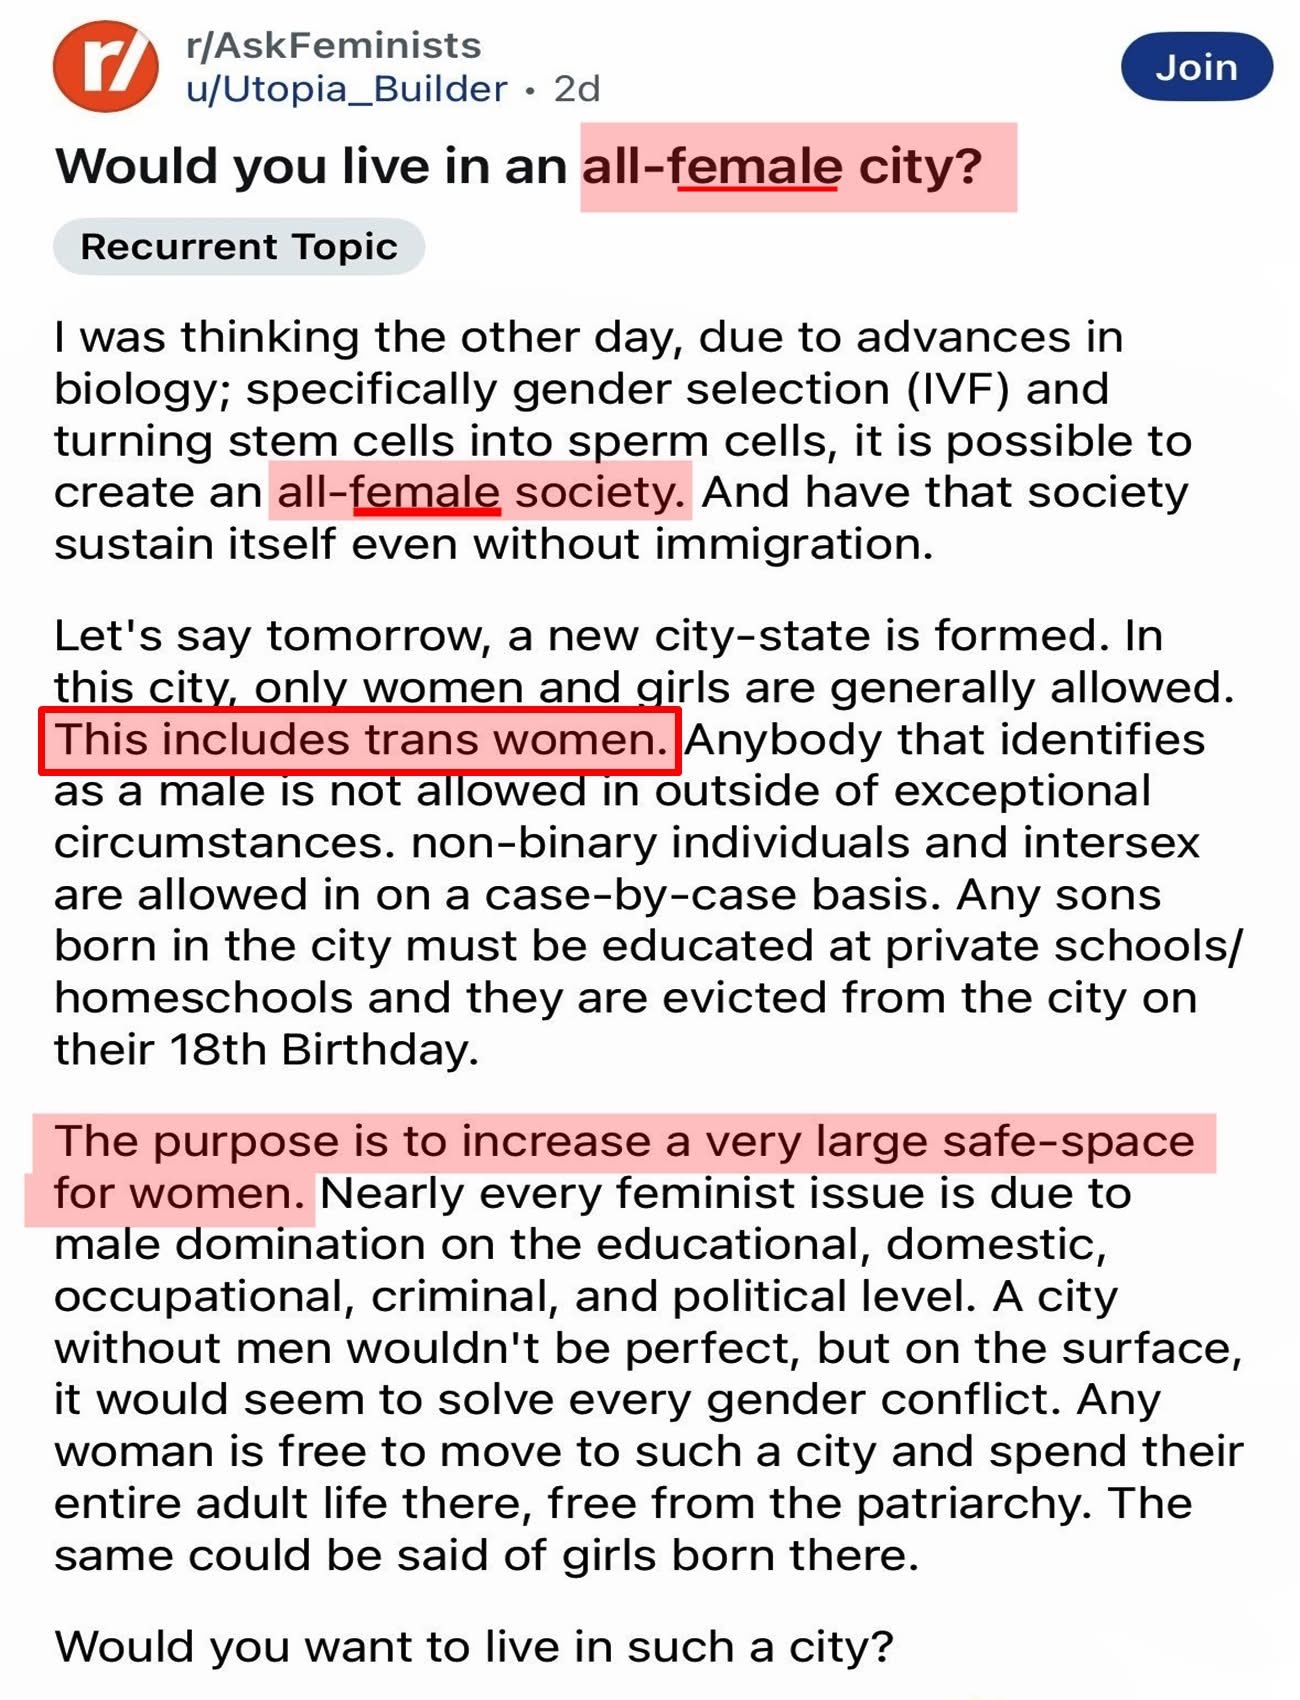 r/AskFeminists
u/Utopia_Builder • 2d
Join
Would you live in an all-female city?
Recurrent Topic
I was thinking the other day, due to advances in
biology; specifically gender selection (IVF) and
turning stem cells into sperm cells, it is possible to
create an all-female society. And have that society
sustain itself even without immigration.
Let's say tomorrow, a new city-state is formed. In
this city, only women and girls are generally allowed.
This includes trans women. Anybody that identifies
as a male is not allowed in outside of exceptional
circumstances. non-binary individuals and intersex
are allowed in on a case-by-case basis. Any sons
born in the city must be educated at private schools/
homeschools and they are evicted from the city on
their 18th Birthday.
The purpose is to increase a very large safe-space
for women. Nearly every feminist issue is due to
male domination on the educational, domestic,
occupational, criminal, and political level. A city
without men wouldn't be perfect, but on the surface,
it would seem to solve every gender conflict. Any
woman is free to move to such a city and spend their
entire adult life there, free from the patriarchy. The
same could be said of girls born there.
Would you want to live in such a city?